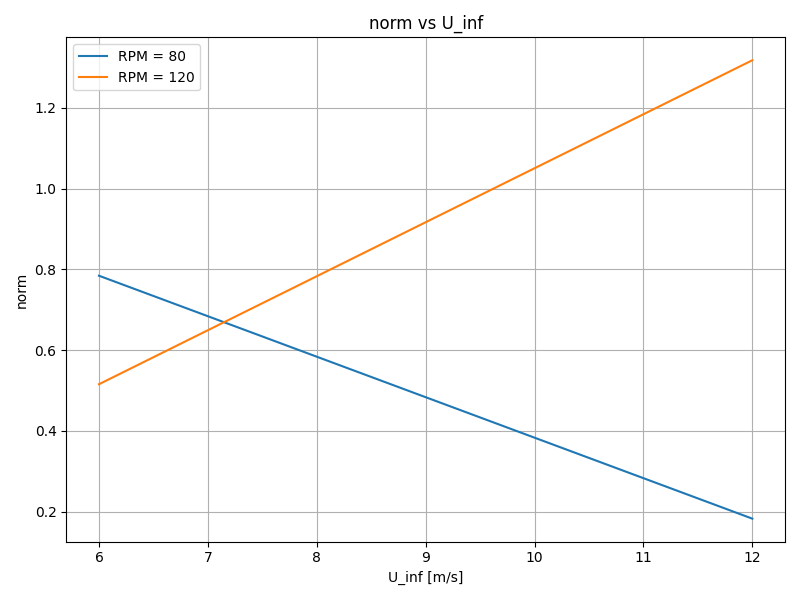 norm vs U_inf
RPM = 80
RPM = 120
1.2
1.0
0.8
0.6
0.4
0.2
norm
6 7 8 9 10 11 12
U_inf [m/s]